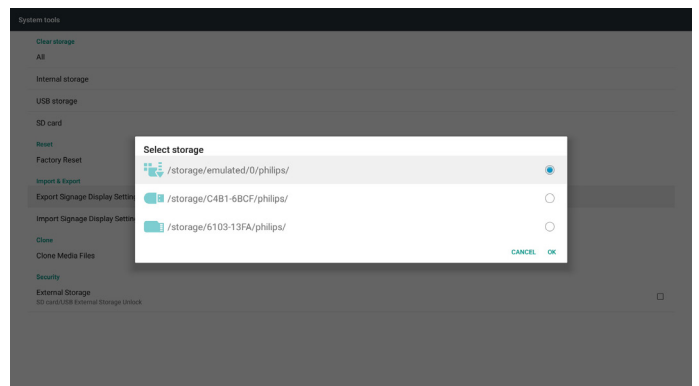 System tools
Clear storage
All
Internal storage
USB storage
SD card
Reset
Factory Reset
Import & Export
Export Signage Display Settin
Import Signage Display Settin
Clone
Clone Media Files
Security
External Storage
SD card/USB External Storage Unlock
Select storage
/storage/emulated/0/philips/
/storage/C4B1-6BCF/philips/
/storage/6103-13FA/philips/
CANCEL OK